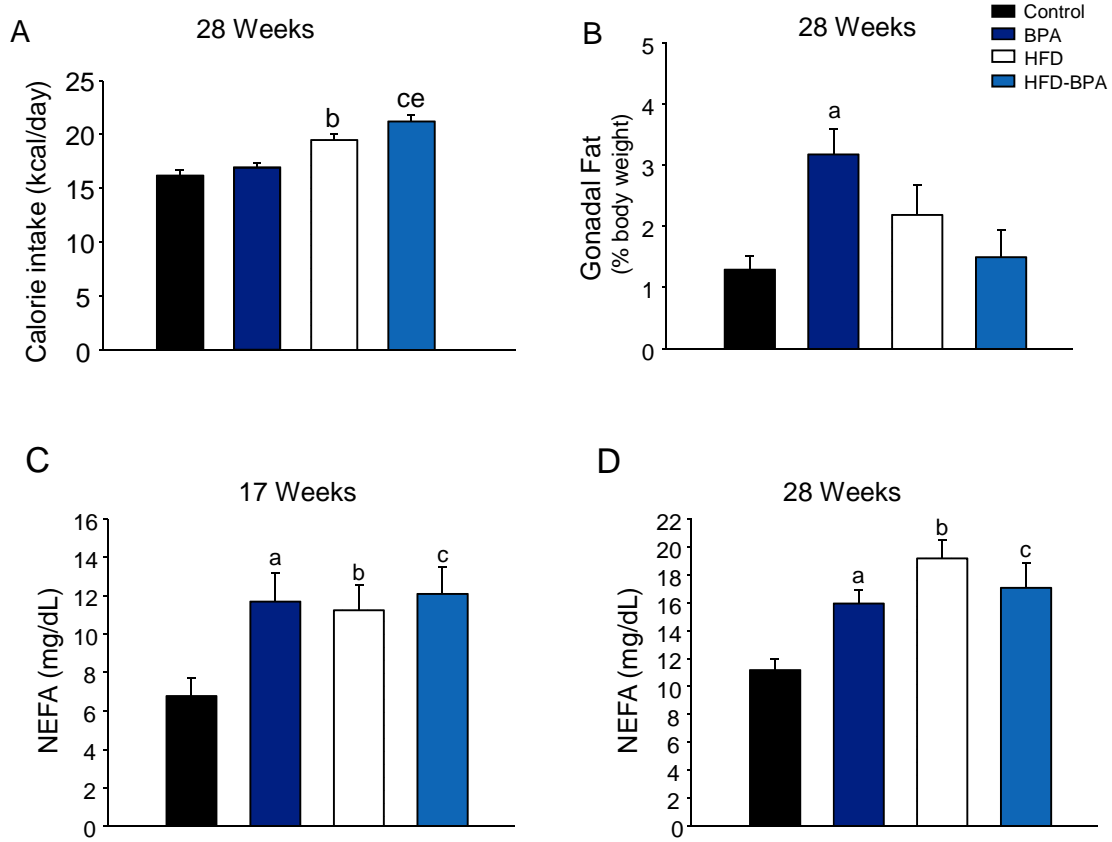 A
28 Weeks
Calorie intake (kcal/day)
25
20
15
10
5
0
b
ce
B
28 Weeks
Control
BPA
HFD
HFD-BPA
Gonadal Fat
(% body weight)
5
4
3
2
1
0
a
C
17 Weeks
NEFA (mg/dL)
16
14
12
10
8
6
4
2
0
a
b
c
D
28 Weeks
NEFA (mg/dL)
22
20
18
16
14
12
10
8
6
4
2
0
a
b
c